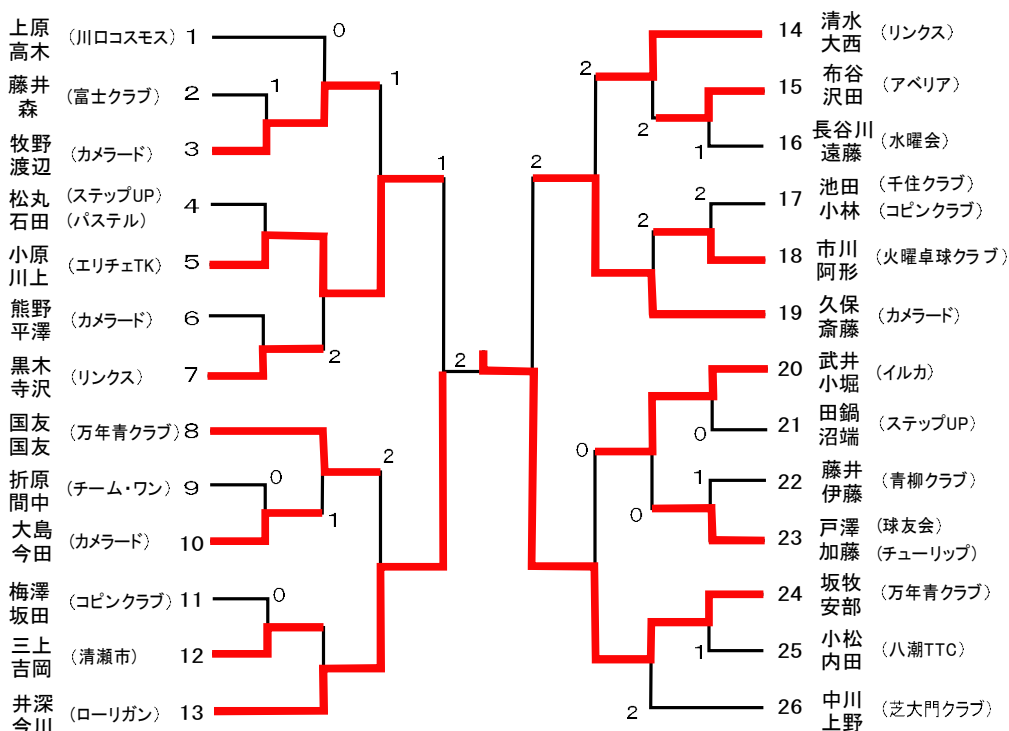 上原
高木 (川口コスモス) 1
0
藤井
森 (富士クラブ) 2
1
1
牧野
渡辺 (カメラード) 3
1
松丸
石田 (ステップUP)
(パステル) 4
小原
川上 (エリチェTK) 5
熊野
平澤 (カメラード) 6
2
黒木
寺沢 (リンクス) 7
2
国友
国友 (万年青クラブ) 8
2
折原
間中 (チーム・ワン) 9
0
1
大島
今田 (カメラード) 10
梅澤
坂田 (コピンクラブ) 11
0
三上
吉岡 (清瀬市) 12
井深
今川 (ローリガン) 13
14 清水
大西 (リンクス)
2
15 布谷
沢田 (アベリア)
2
16 長谷川
遠藤 (水曜会)
1
2
17 池田
小林 (千住クラブ)
(コピンクラブ)
2
2
18 市川
阿形 (火曜卓球クラブ)
19 久保
斎藤 (カメラード)
20 武井
小堀 (イルカ)
21 田鍋
沼端 (ステップUP)
0
0
22 藤井
伊藤 (青柳クラブ)
1
0
23 戸澤
加藤 (球友会)
(チューリップ)
24 坂牧
安部 (万年青クラブ)
25 小松
内田 (八潮TTC)
1
26 中川
上野 (芝大門クラブ)
2